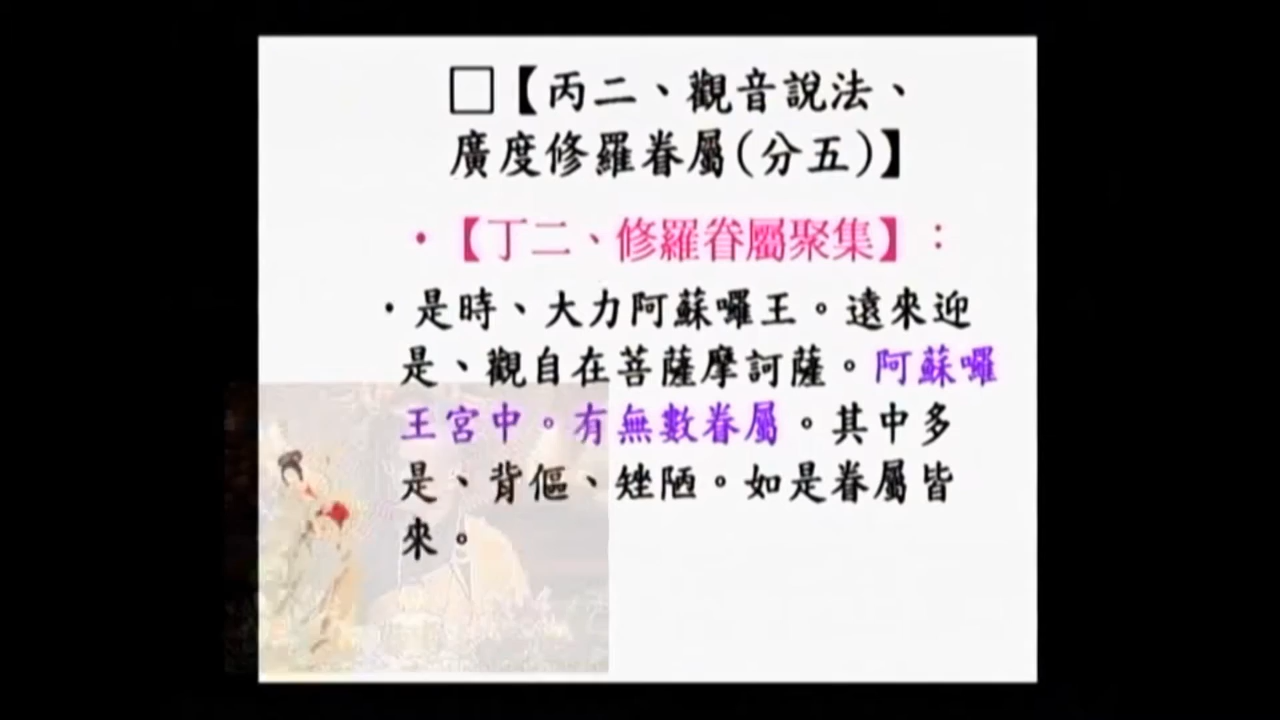 □【丙二、觀音說法、
廣度修羅眷屬(分五)】
•【丁二、修羅眷屬聚集】：
•是時、大力阿蘇囉王。遠來迎
是、觀自在菩薩摩訶薩。阿蘇囉
王宮中。有無數眷屬。其中多
是、背傴、矬陋。如是眷屬皆
來。